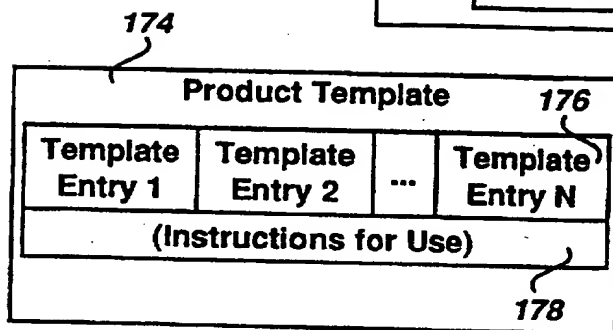 174
Product Template 176
Template Template ... Template
Entry 1 Entry 2 Entry N
(Instructions for Use)
178